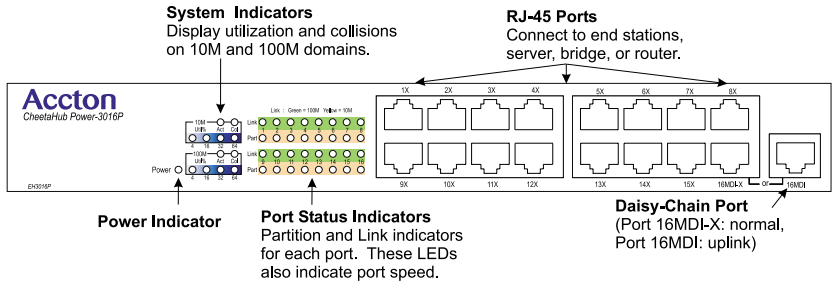 System Indicators
Display utilization and collisions
on 10M and 100M domains.
RJ-45 Ports
Connect to end stations,
server, bridge, or router.
Accton
CheetaHub Power-3016P
Link : Green = 100M Yellow = 10M
10M
Util% Act Col
4 16 32 64
100M
Util% Act Col
4 16 32 64
Power
Link
1 2 3 4 5 6 7 8
Part
Link
9 10 11 12 13 14 15 16
Part
1X 2X 3X 4X 5X 6X 7X 8X
9X 10X 11X 12X 13X 14X 15X 16MDI-X or 16MDI
EH3016P
Power Indicator
Port Status Indicators
Partition and Link indicators
for each port. These LEDs
also indicate port speed.
Daisy-Chain Port
(Port 16MDI-X: normal,
Port 16MDI: uplink)